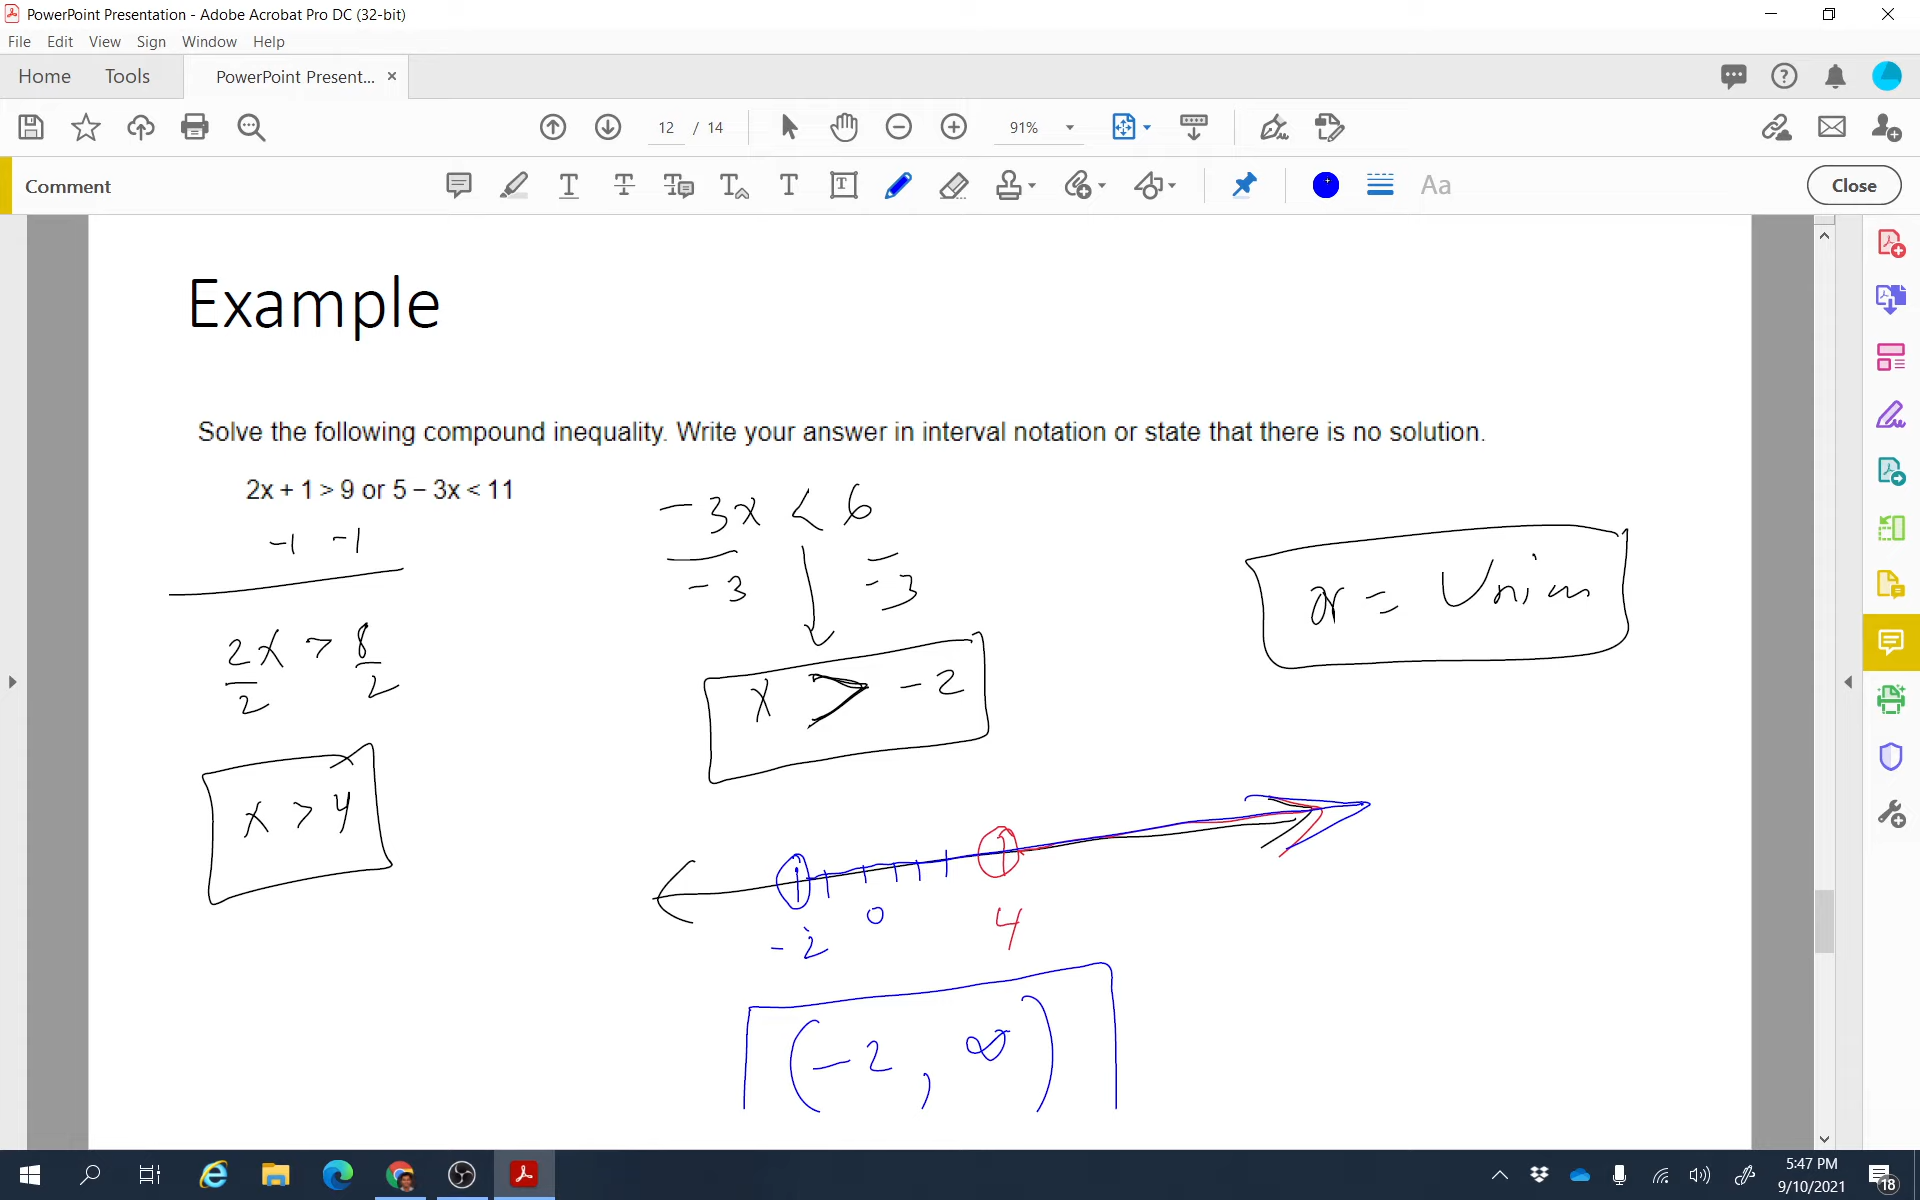 PowerPoint Presentation - Adobe Acrobat Pro DC (32-bit)
File Edit View Sign Window Help
Home Tools PowerPoint Present... ×
12 / 14 91%
Comment Aa Close
Example
Solve the following compound inequality. Write your answer in interval notation or state that there is no solution.
2x + 1 > 9 or 5 – 3x < 11
-1 -1
2x > 8
2 2
x > 4
-3x < 6
-3 -3
x > -2
or = Union
-2 0 4
(-2, ∞)
5:47 PM
9/10/2021
18